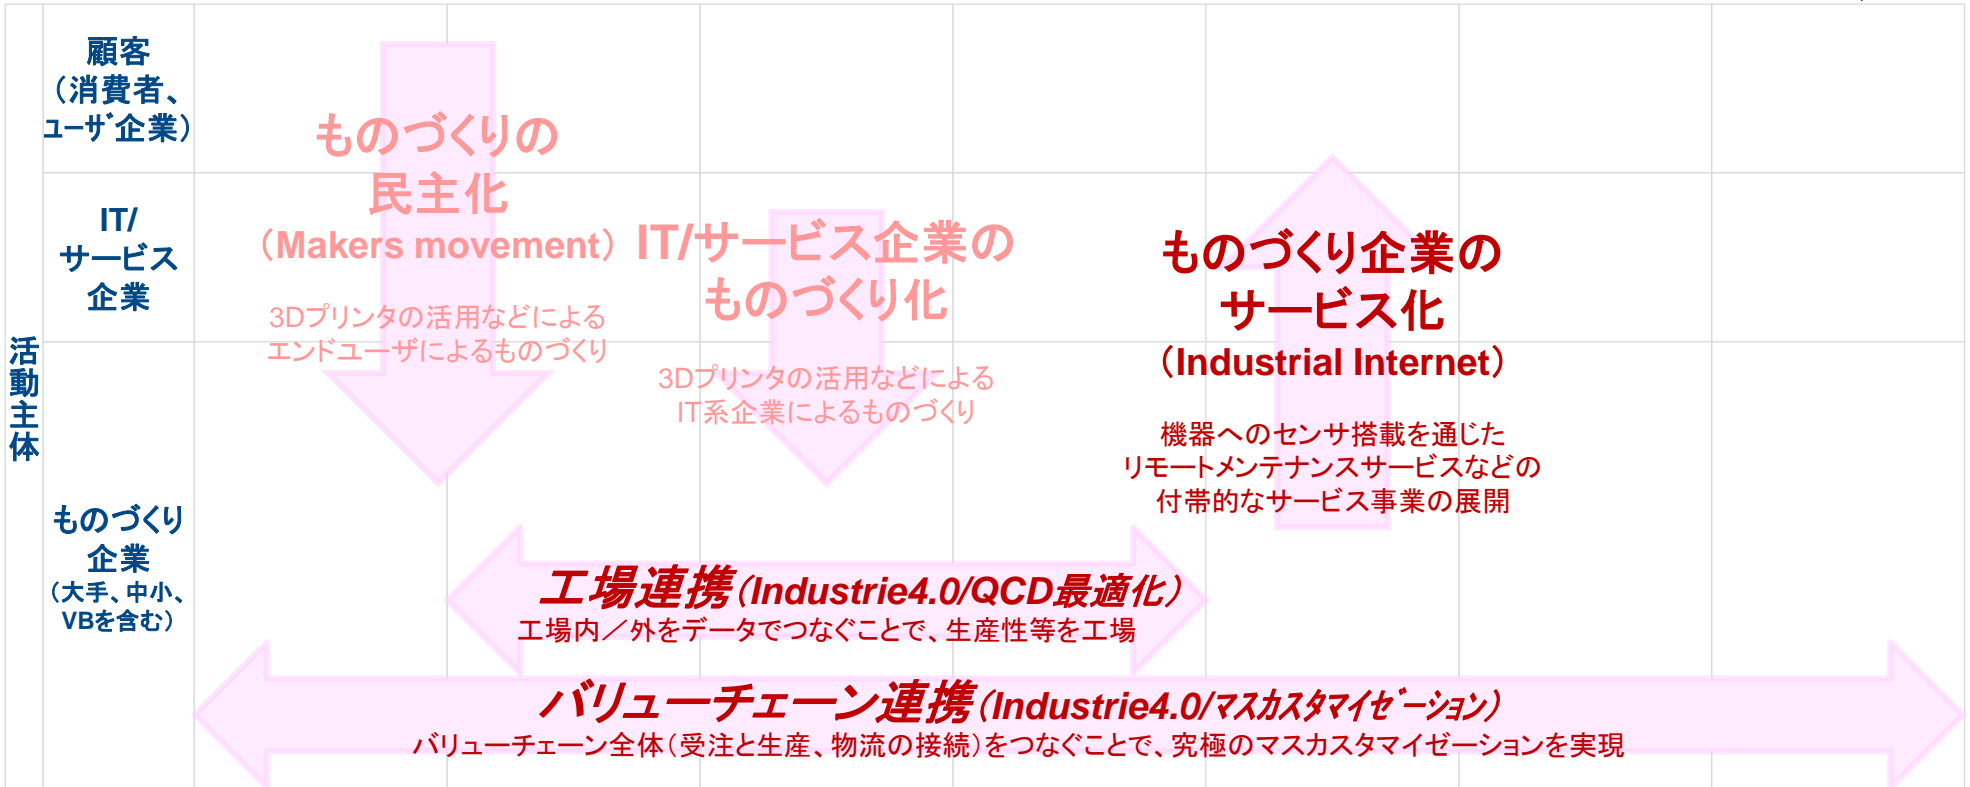 顧客
（消費者、
ﾕｰｻﾞ企業）
IT/
サービス
企業
活動主体
ものづくり
企業
（大手、中小、
VBを含む）
ものづくりの
民主化
（Makers movement）
3Dプリンタの活用などによる
エンドユーザによるものづくり
IT/サービス企業の
ものづくり化
3Dプリンタの活用などによる
IT系企業によるものづくり
ものづくり企業の
サービス化
（Industrial Internet）
機器へのセンサ搭載を通じた
リモートメンテナンスサービスなどの
付帯的なサービス事業の展開
工場連携（Industrie4.0/QCD最適化）
工場内／外をデータでつなぐことで、生産性等を工場
バリューチェーン連携（Industrie4.0/ﾏｽｶｽﾀﾏｲｾﾞｰｼｮﾝ）
バリューチェーン全体（受注と生産、物流の接続）をつなぐことで、究極のマスカスタマイゼーションを実現